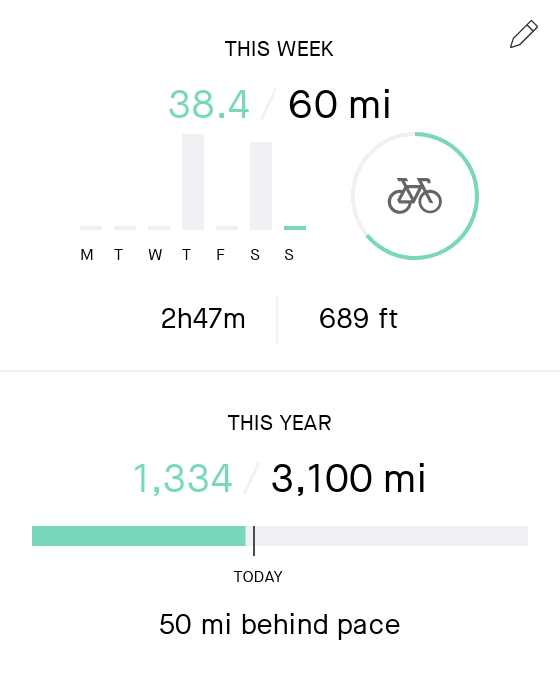 THIS WEEK
38.4 / 60 mi
M T W T F S S
2h47m 689 ft
THIS YEAR
1,334 / 3,100 mi
TODAY
50 mi behind pace